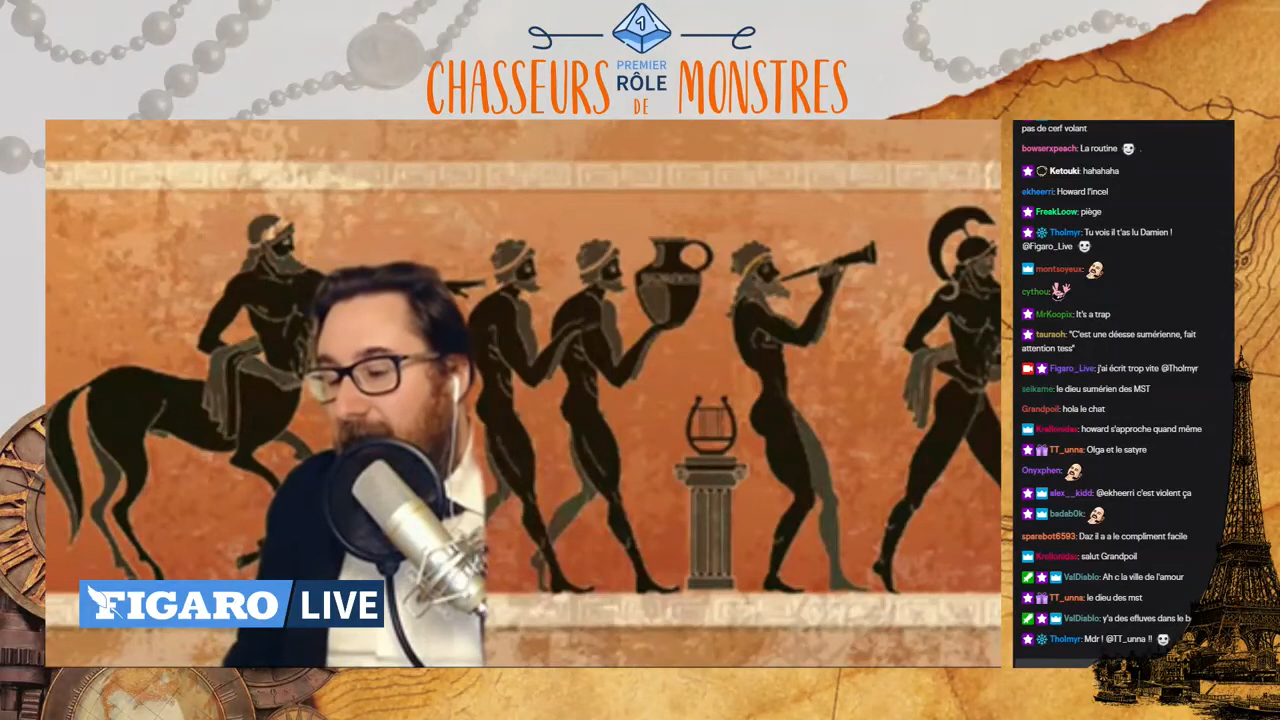 1
PREMIER
RÔLE
CHASSEURS DE MONSTRES
pas de cerf volant
bowserxpeach: La routine .
Ketouki: hahahaha
ekheerri: Howard l'incel
FreakLoow: piège
Tholmyr: Tu vois il t'as lu Damien !
@Figaro_Live
montsoyeux:
cythou:
MrKoopix: It's a trap
tauraoh: "C'est une déesse sumérienne, fait
attention tess"
Figaro_Live: j'ai écrit trop vite @Tholmyr
seikame: le dieu sumérien des MST
Grandpoil: hola le chat
Krellonidas: howard s'approche quand même
TT_unna: Olga et le satyre
Onyxphen:
alex__kidd: @ekheerri c'est violent ça
badab0k:
sparebot6593: Daz il a a le compliment facile
Krellonidas: salut Grandpoil
ValDiablo: Ah c la ville de l'amour
TT_unna: le dieu des mst
ValDiablo: y'a des efluves dans le b
Tholmyr: Mdr ! @TT_unna !!
FIGARO LIVE